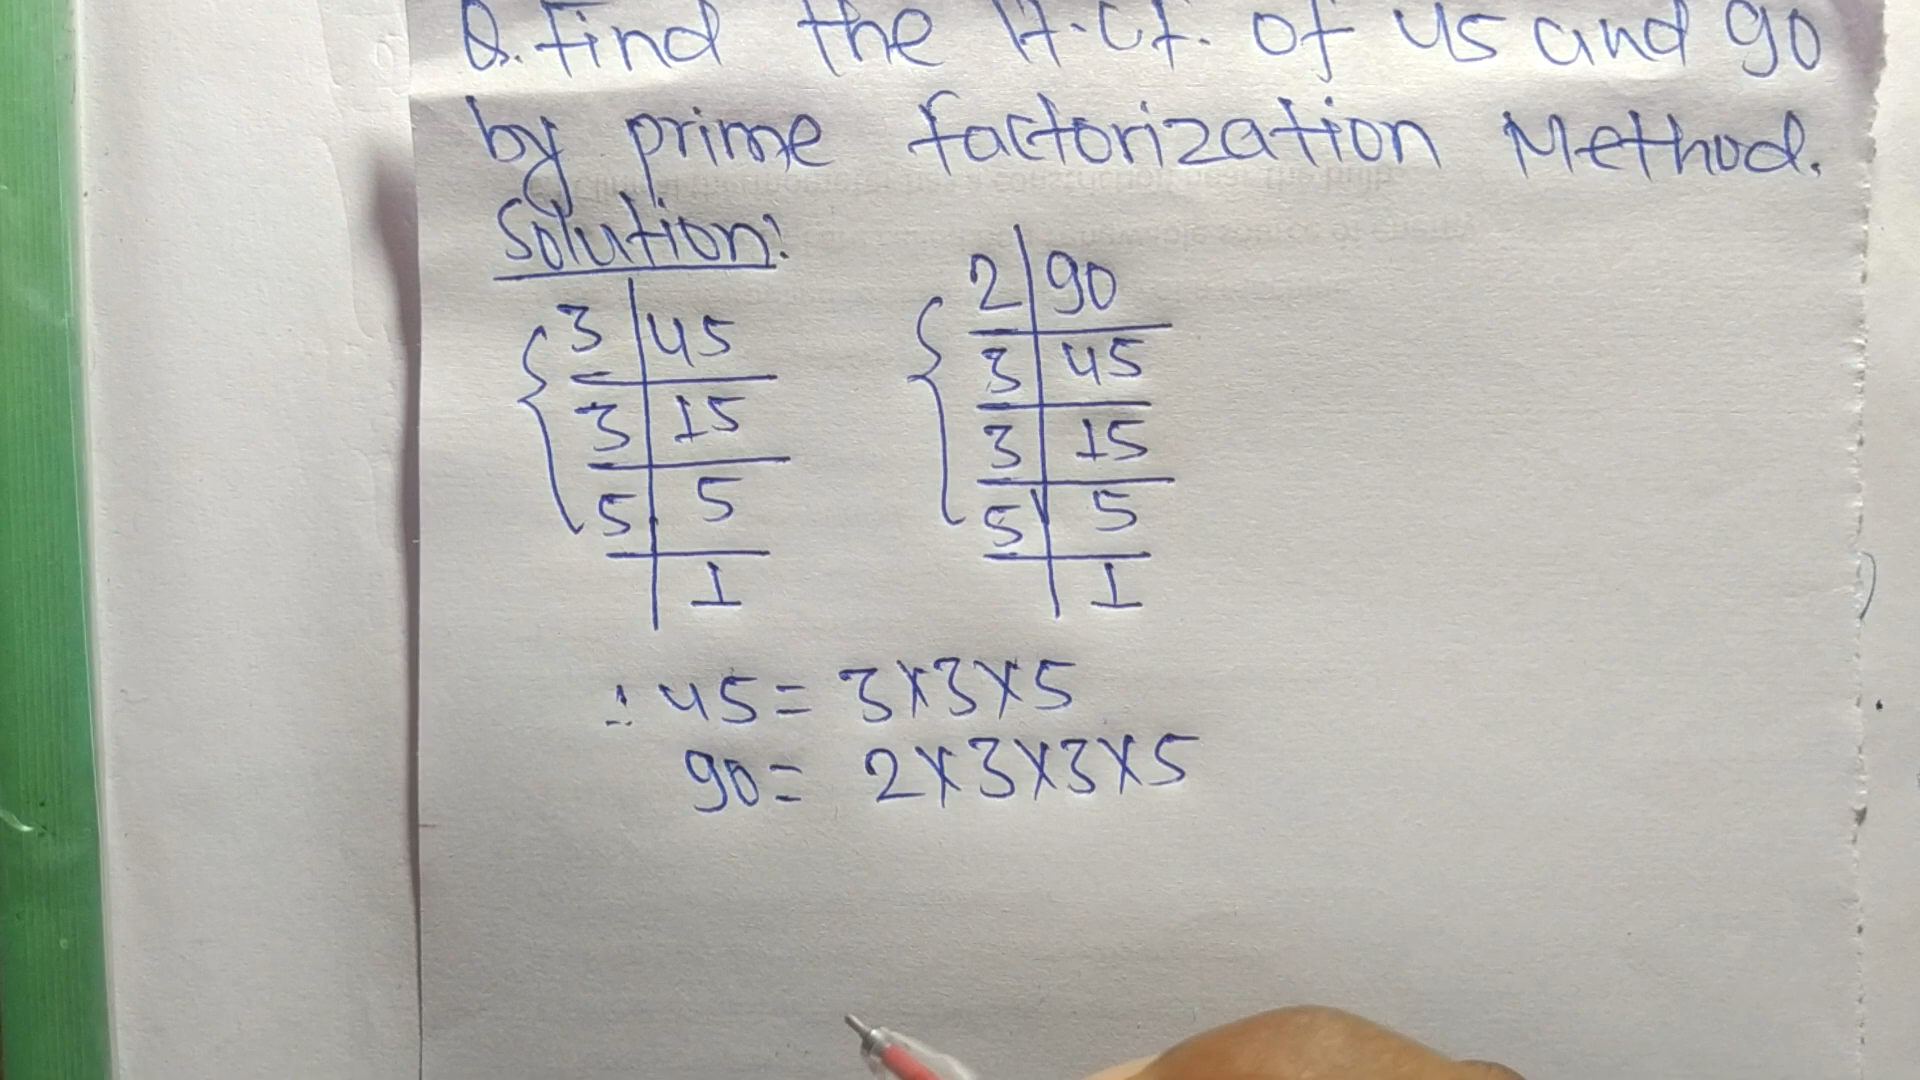 Q. Find the H.C.f. of 45 and 90
by prime factorization Method.
Solution:
3 | 45
3 | 15
5 | 5
1
2 | 90
3 | 45
3 | 15
5 | 5
1
∴ 45 = 3×3×5
90 = 2×3×3×5